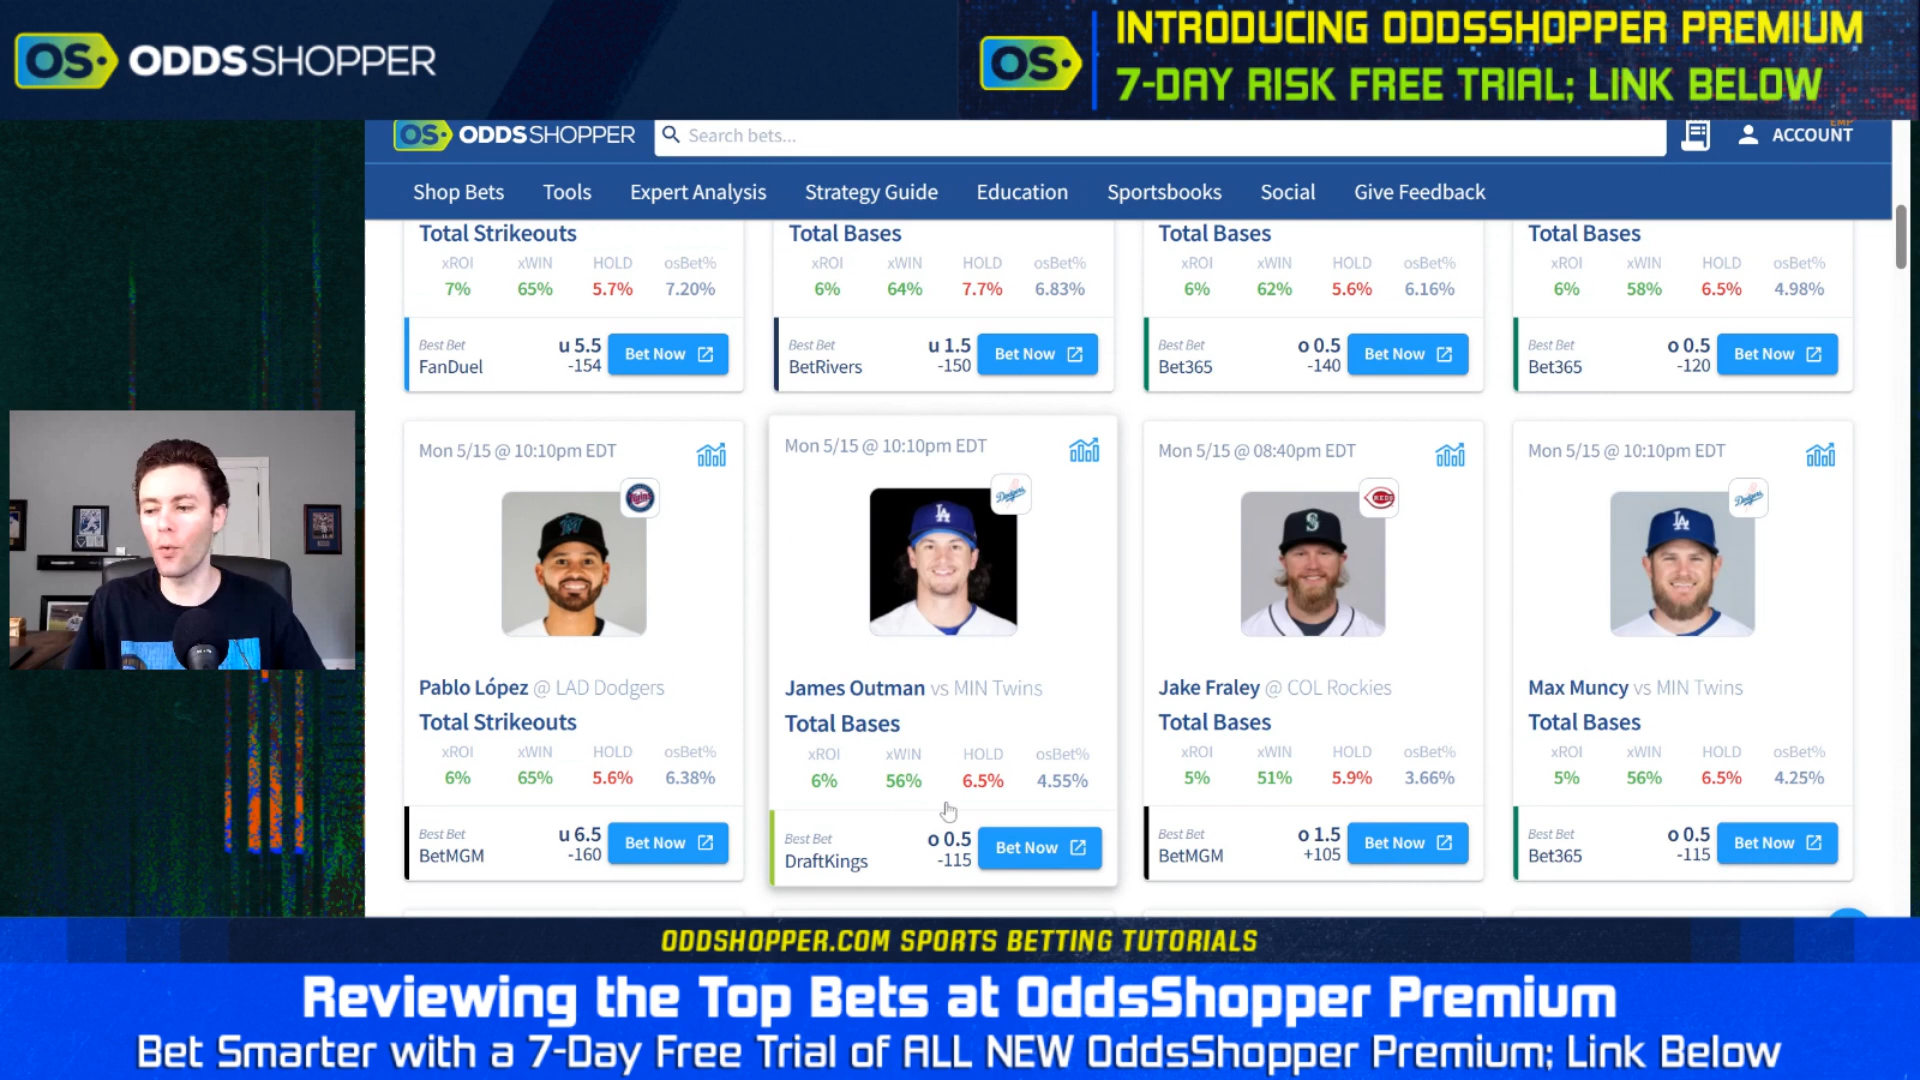 OS ODDSSHOPPER
OS
INTRODUCING ODDSSHOPPER PREMIUM
7-DAY RISK FREE TRIAL; LINK BELOW
OS ODDSSHOPPER
Search bets...
ACCOUNT
Shop Bets Tools Expert Analysis Strategy Guide Education Sportsbooks Social Give Feedback
Total Strikeouts
xROI xWIN HOLD osBet%
7% 65% 5.7% 7.20%
Best Bet
FanDuel
u 5.5
-154
Bet Now
Total Bases
xROI xWIN HOLD osBet%
6% 64% 7.7% 6.83%
Best Bet
BetRivers
u 1.5
-150
Bet Now
Total Bases
xROI xWIN HOLD osBet%
6% 62% 5.6% 6.16%
Best Bet
Bet365
o 0.5
-140
Bet Now
Total Bases
xROI xWIN HOLD osBet%
6% 58% 6.5% 4.98%
Best Bet
Bet365
o 0.5
-120
Bet Now
Mon 5/15 @ 10:10pm EDT
Twins
Pablo López @ LAD Dodgers
Total Strikeouts
xROI xWIN HOLD osBet%
6% 65% 5.6% 6.38%
Best Bet
BetMGM
u 6.5
-160
Bet Now
Mon 5/15 @ 10:10pm EDT
Dodgers
LA
James Outman vs MIN Twins
Total Bases
xROI xWIN HOLD osBet%
6% 56% 6.5% 4.55%
Best Bet
DraftKings
o 0.5
-115
Bet Now
Mon 5/15 @ 08:40pm EDT
REDS
S
Jake Fraley @ COL Rockies
Total Bases
xROI xWIN HOLD osBet%
5% 51% 5.9% 3.66%
Best Bet
BetMGM
o 1.5
+105
Bet Now
Mon 5/15 @ 10:10pm EDT
Dodgers
LA
Max Muncy vs MIN Twins
Total Bases
xROI xWIN HOLD osBet%
5% 56% 6.5% 4.25%
Best Bet
Bet365
o 0.5
-115
Bet Now
ODDSHOPPER.COM SPORTS BETTING TUTORIALS
Reviewing the Top Bets at OddsShopper Premium
Bet Smarter with a 7-Day Free Trial of ALL NEW OddsShopper Premium; Link Below